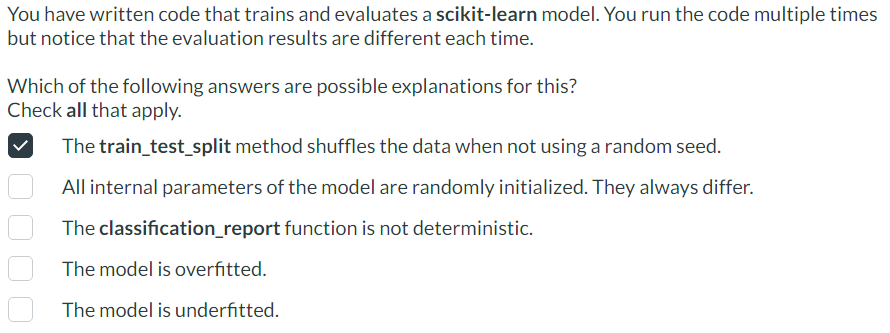 You have written code that trains and evaluates a scikit-learn model. You run the code multiple times
but notice that the evaluation results are different each time.
Which of the following answers are possible explanations for this?
Check all that apply.
The train_test_split method shuffles the data when not using a random seed.
All internal parameters of the model are randomly initialized. They always differ.
The classification_report function is not deterministic.
The model is overfitted.
The model is underfitted.